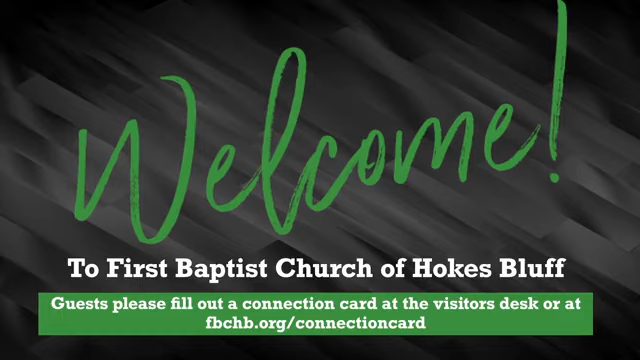 Welcome!
To First Baptist Church of Hokes Bluff
Guests please fill out a connection card at the visitors desk or at
fbchb.org/connectioncard